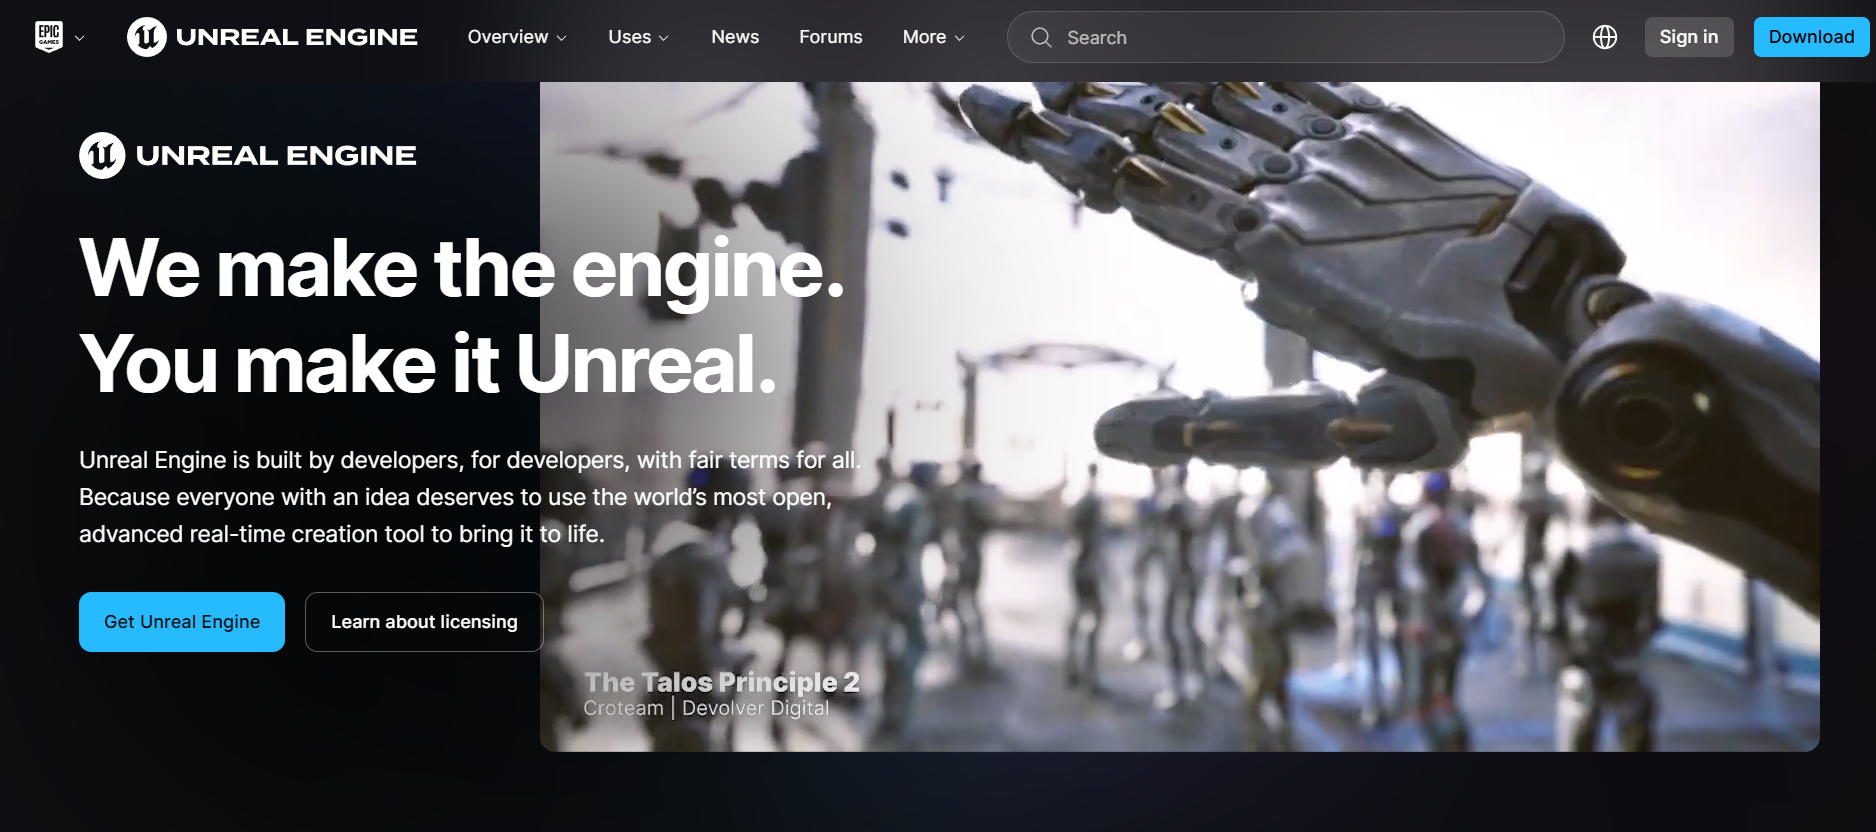 EPIC GAMES
UNREAL ENGINE
Overview
Uses
News
Forums
More
Search
Sign in
Download
UNREAL ENGINE
We make the engine.
You make it Unreal.
Unreal Engine is built by developers, for developers, with fair terms for all.
Because everyone with an idea deserves to use the world’s most open,
advanced real-time creation tool to bring it to life.
Get Unreal Engine
Learn about licensing
The Talos Principle 2
Croteam | Devolver Digital